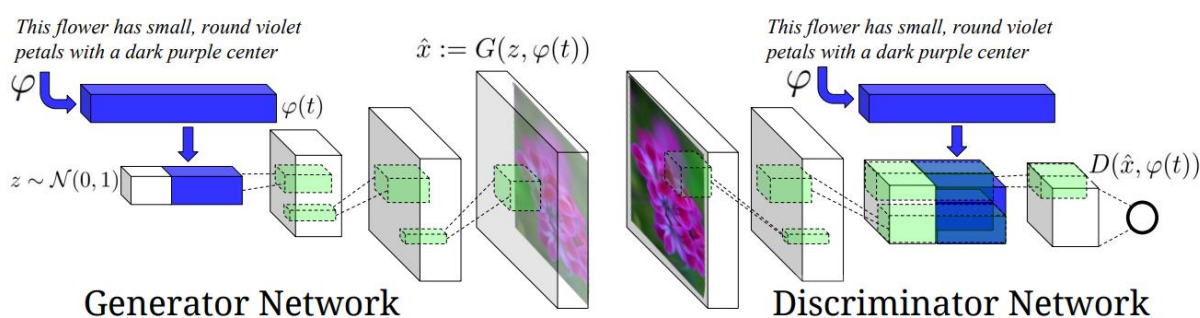 This flower has small, round violet
petals with a dark purple center
φ
φ(t)
z ~ 𝒩(0, 1)
x̂ := G(z, φ(t))
Generator Network
This flower has small, round violet
petals with a dark purple center
φ
D(x̂, φ(t))
Discriminator Network